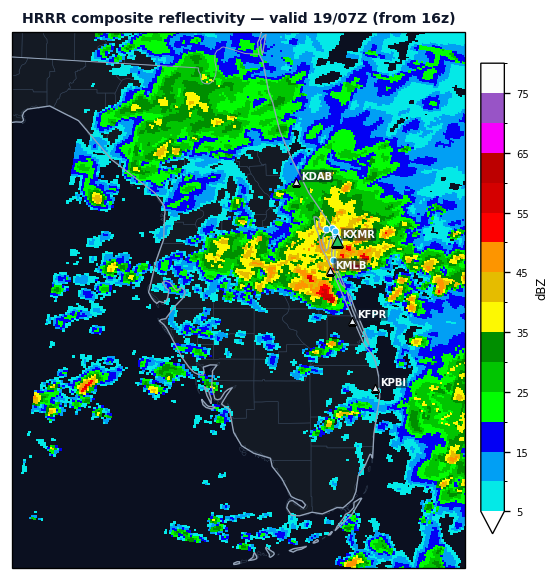 HRRR composite reflectivity — valid 19/07Z (from 16z)
KDAB
KXMR
KMLB
KFPR
KPBI
75
65
55
45
35
25
15
5
dBZ